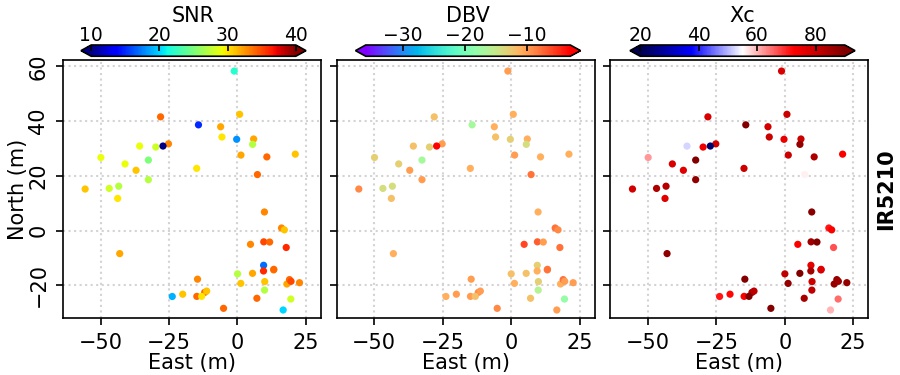 SNR DBV Xc
10 20 30 40 −30 −20 −10 20 40 60 80
60
40
20
0
−20
North (m)
IR5210
−50 −25 0 25 −50 −25 0 25 −50 −25 0 25
East (m) East (m) East (m)